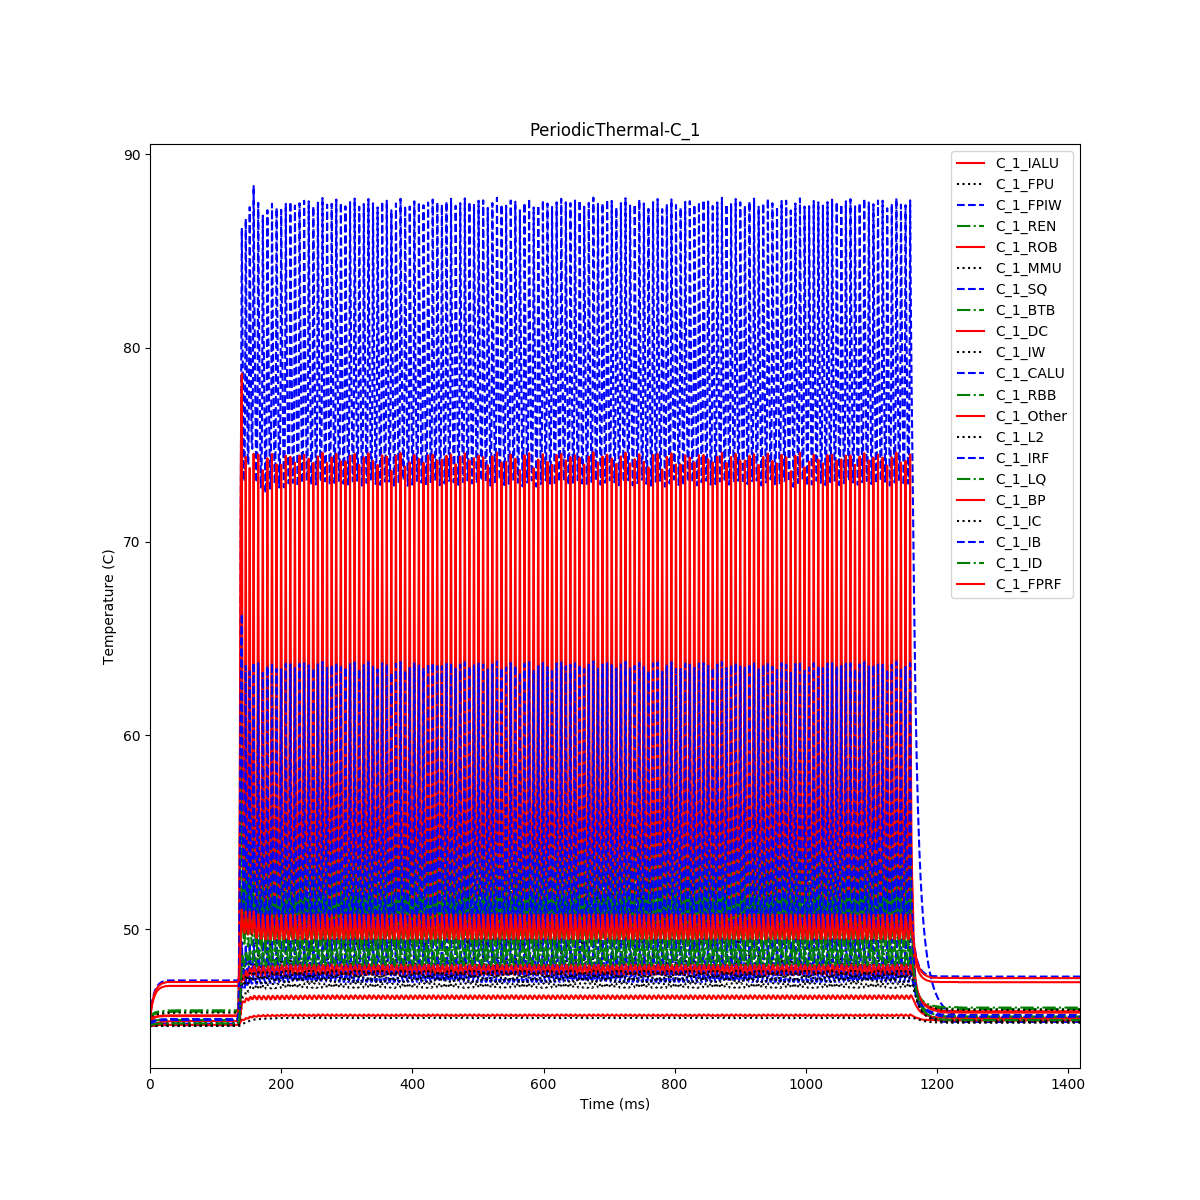 PeriodicThermal-C_1
90
80
70
60
50
Temperature (C)
0 200 400 600 800 1000 1200 1400
Time (ms)
C_1_IALU
C_1_FPU
C_1_FPIW
C_1_REN
C_1_ROB
C_1_MMU
C_1_SQ
C_1_BTB
C_1_DC
C_1_IW
C_1_CALU
C_1_RBB
C_1_Other
C_1_L2
C_1_IRF
C_1_LQ
C_1_BP
C_1_IC
C_1_IB
C_1_ID
C_1_FPRF